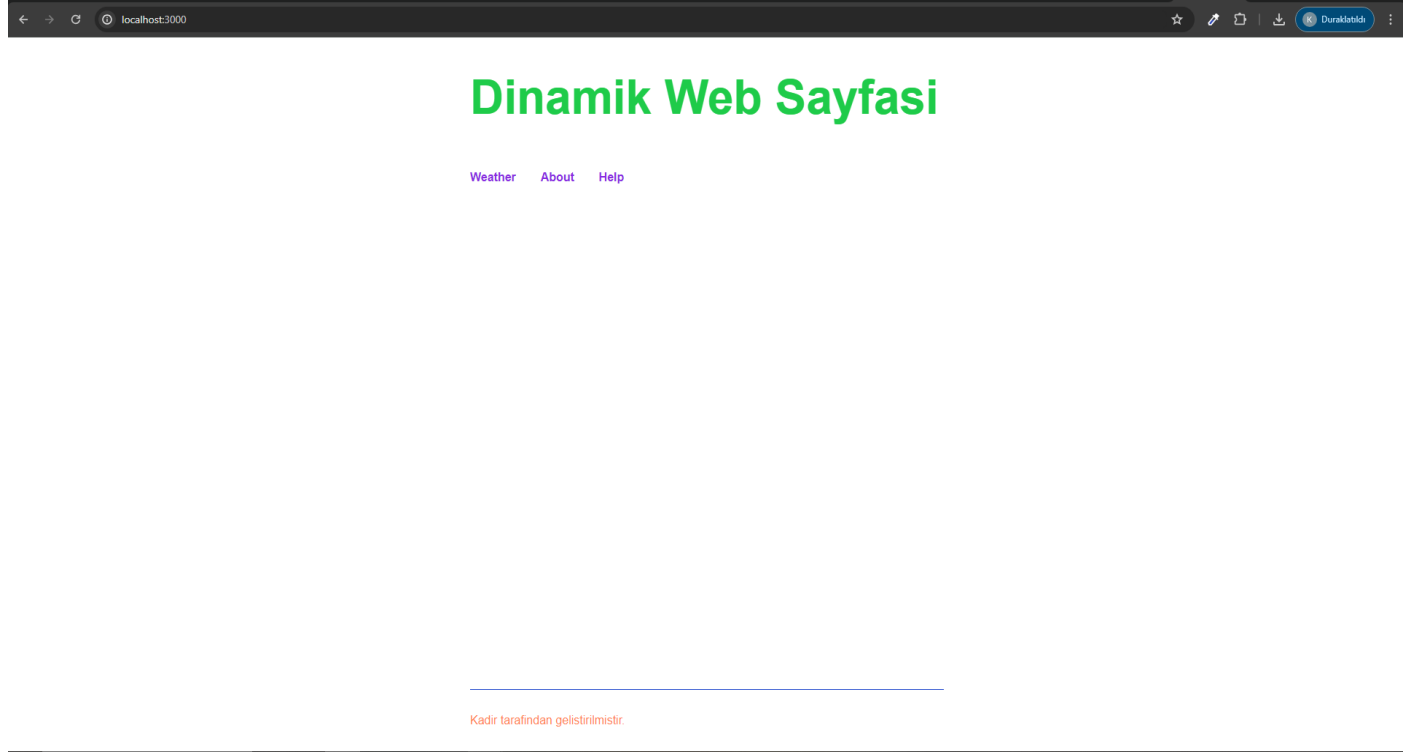 localhost:3000
K Duraklatıldı
Dinamik Web Sayfasi
Weather About Help
Kadir tarafindan gelistirilmistir.